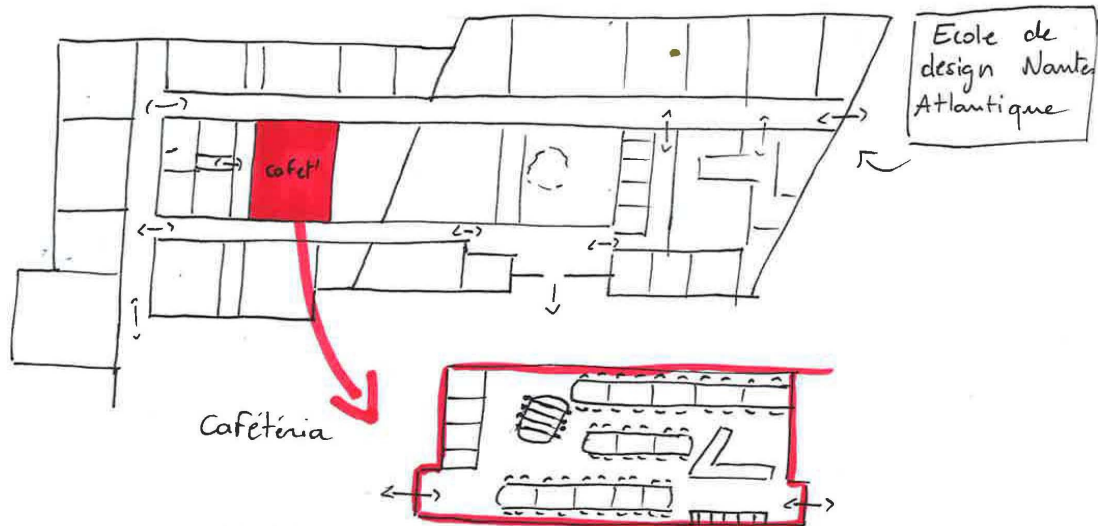 Ecole de
design Nantes
Atlantique
cafet'
Cafétéria